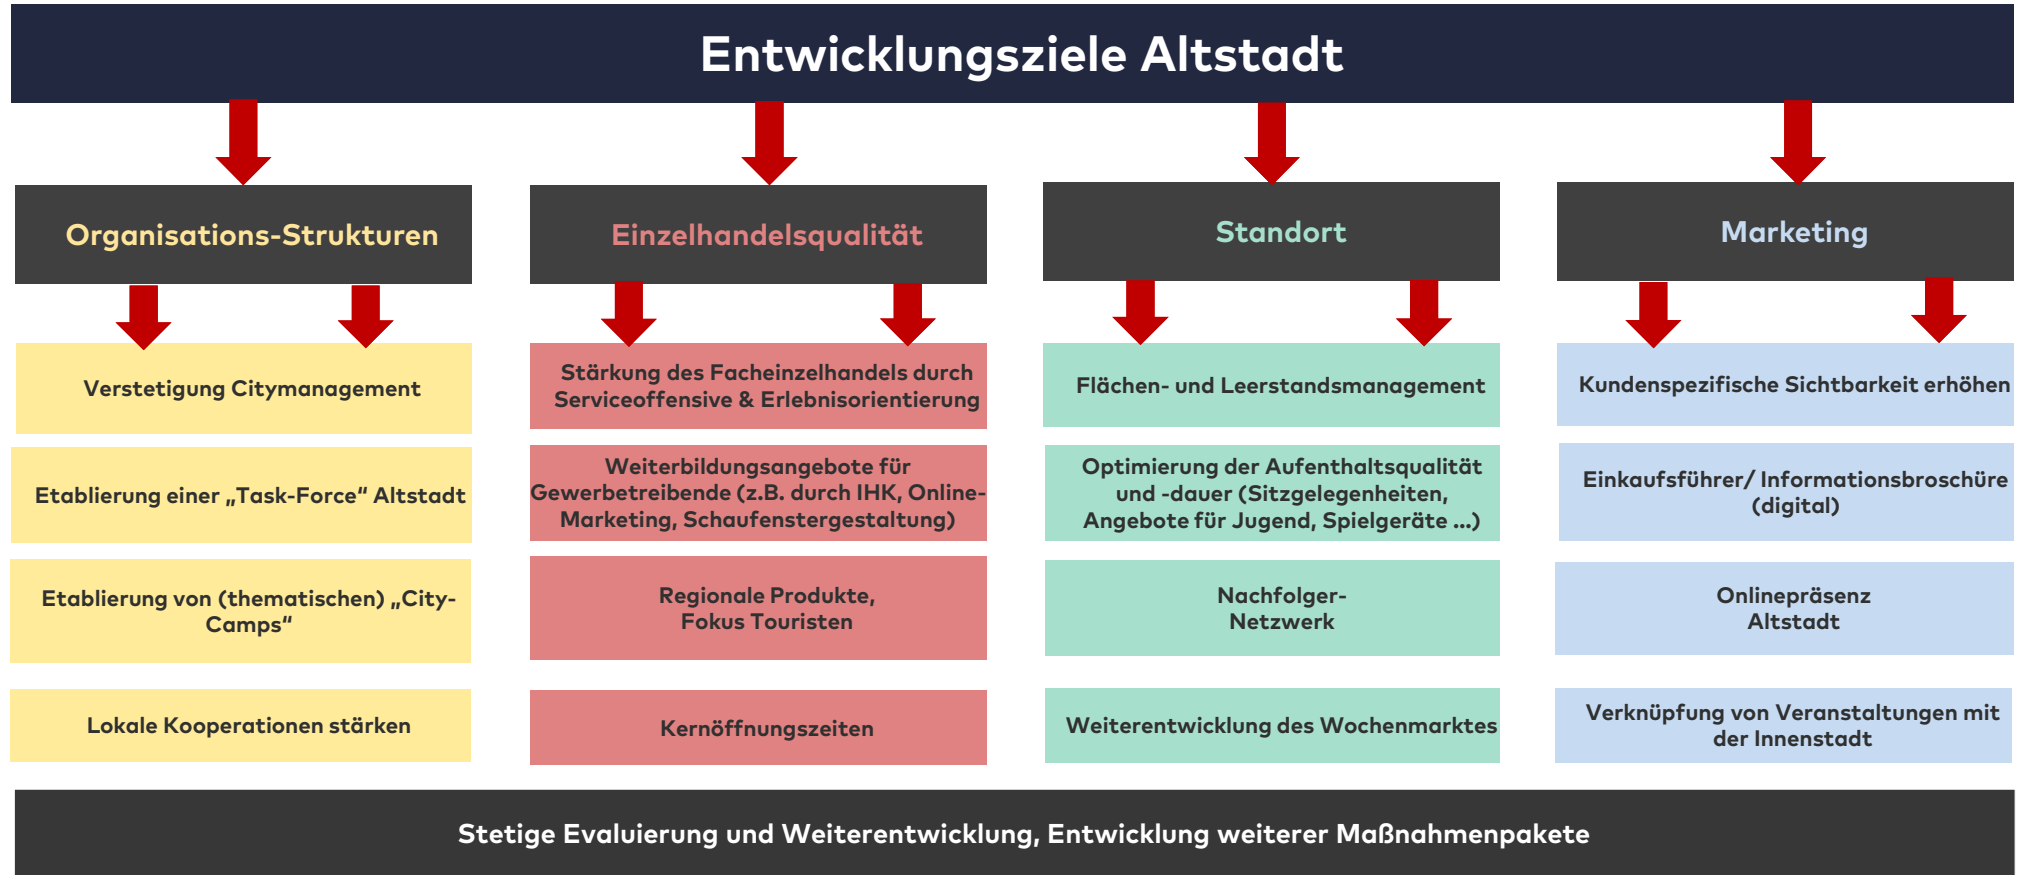 Entwicklungsziele Altstadt
Organisations-Strukturen
Verstetigung Citymanagement
Etablierung einer „Task-Force“ Altstadt
Etablierung von (thematischen) „City-
Camps“
Lokale Kooperationen stärken
Einzelhandelsqualität
Stärkung des Facheinzelhandels durch
Serviceoffensive & Erlebnisorientierung
Weiterbildungsangebote für
Gewerbetreibende (z.B. durch IHK, Online-
Marketing, Schaufenstergestaltung)
Regionale Produkte,
Fokus Touristen
Kernöffnungszeiten
Standort
Flächen- und Leerstandsmanagement
Optimierung der Aufenthaltsqualität
und -dauer (Sitzgelegenheiten,
Angebote für Jugend, Spielgeräte ...)
Nachfolger-
Netzwerk
Weiterentwicklung des Wochenmarktes
Marketing
Kundenspezifische Sichtbarkeit erhöhen
Einkaufsführer/ Informationsbroschüre
(digital)
Onlinepräsenz
Altstadt
Verknüpfung von Veranstaltungen mit
der Innenstadt
Stetige Evaluierung und Weiterentwicklung, Entwicklung weiterer Maßnahmenpakete